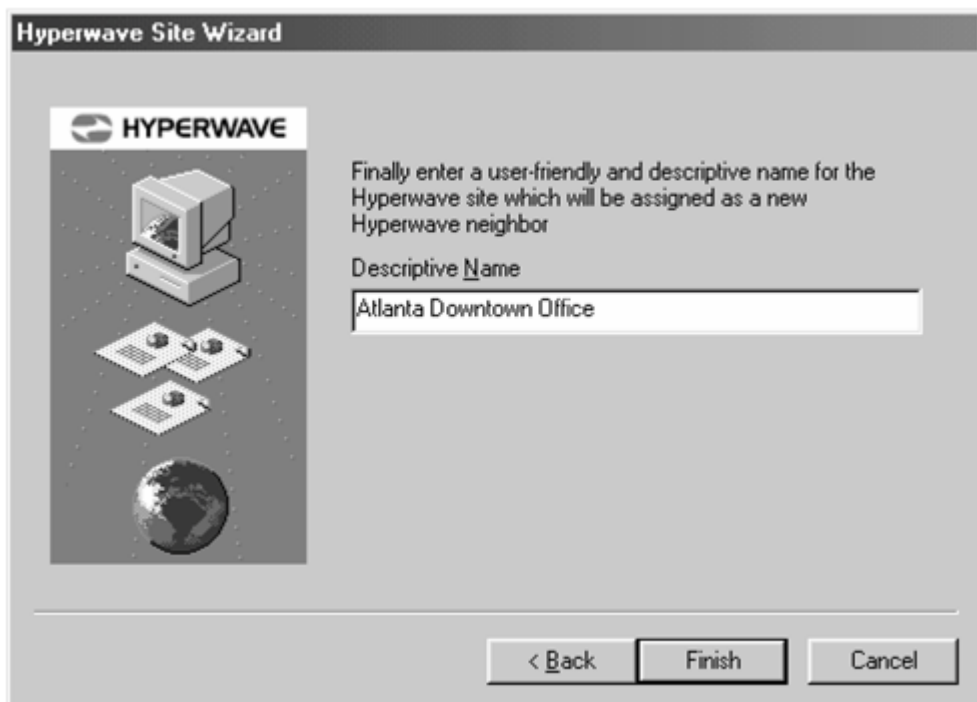 Hyperwave Site Wizard
HYPERWAVE
Finally enter a user-friendly and descriptive name for the
Hyperwave site which will be assigned as a new
Hyperwave neighbor
Descriptive Name
Atlanta Downtown Office
< Back
Finish
Cancel